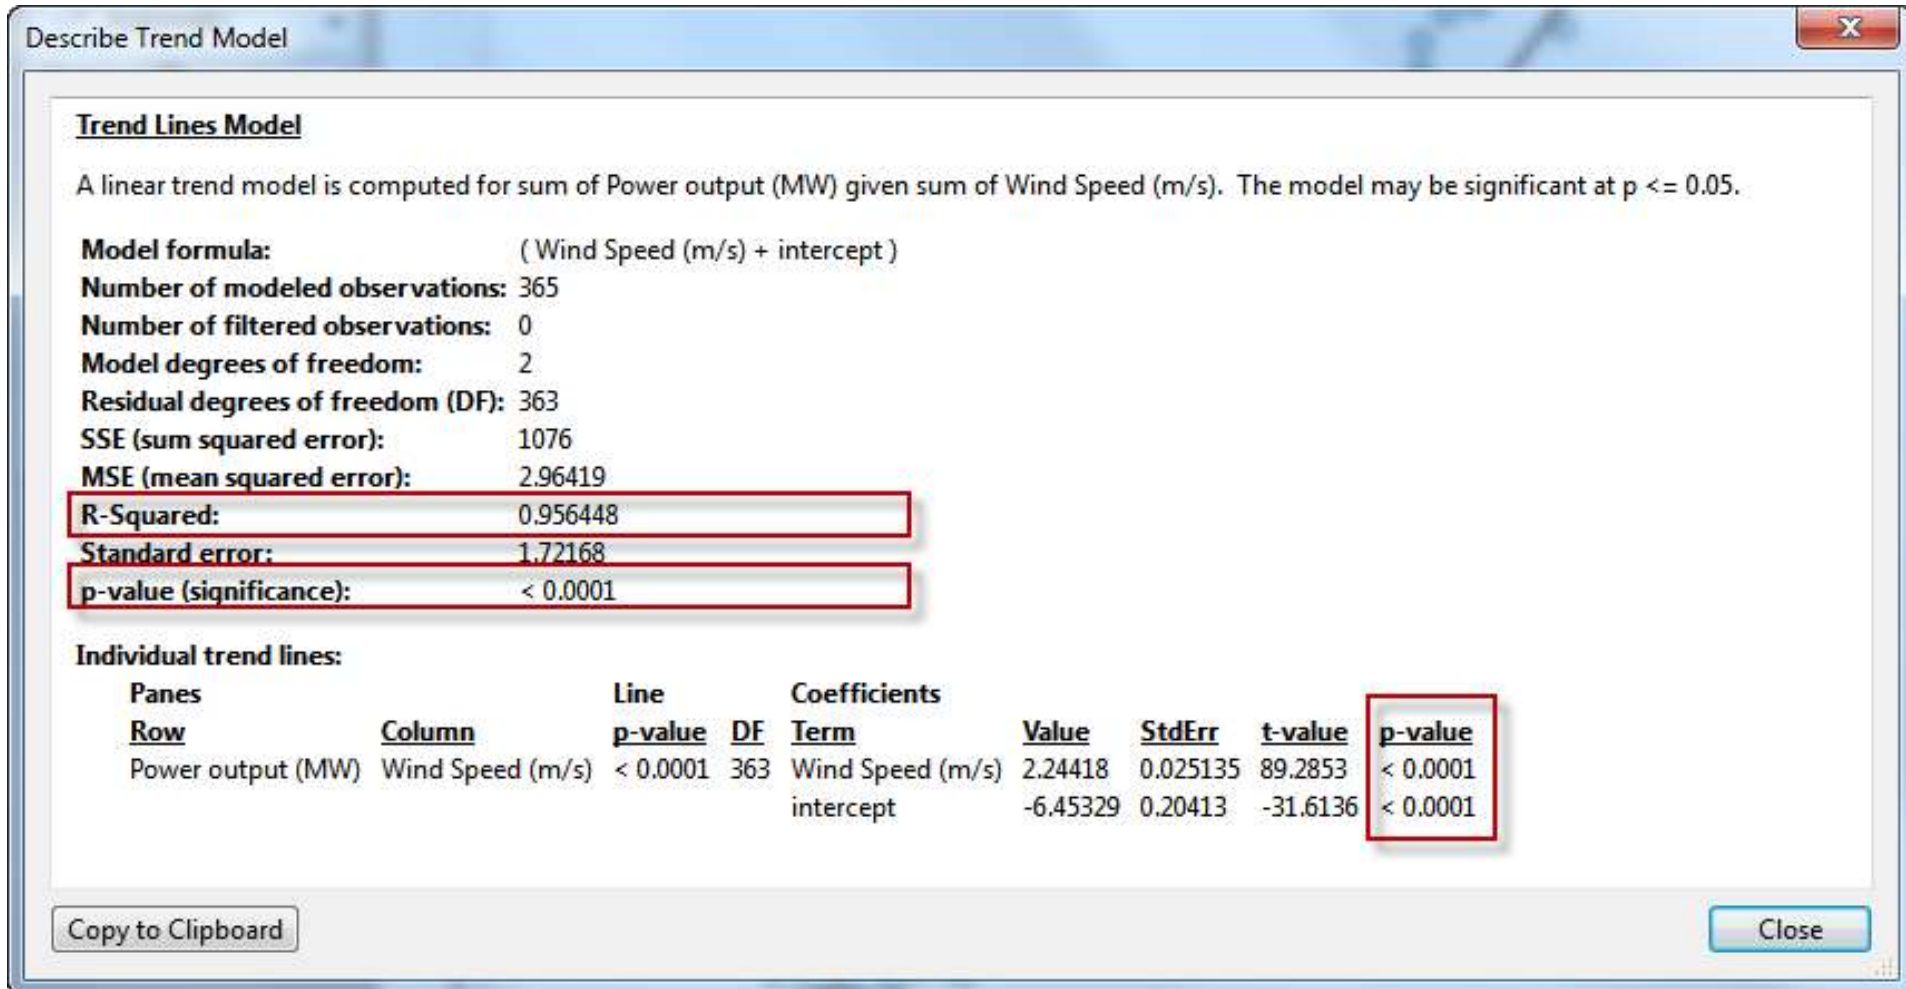 Describe Trend Model
x
Trend Lines Model
A linear trend model is computed for sum of Power output (MW) given sum of Wind Speed (m/s).  The model may be significant at p <= 0.05.
Model formula: ( Wind Speed (m/s) + intercept )
Number of modeled observations: 365
Number of filtered observations: 0
Model degrees of freedom: 2
Residual degrees of freedom (DF): 363
SSE (sum squared error): 1076
MSE (mean squared error): 2.96419
R-Squared: 0.956448
Standard error: 1.72168
p-value (significance): < 0.0001
Individual trend lines:
Panes Line Coefficients
Row Column p-value DF Term Value StdErr t-value p-value
Power output (MW) Wind Speed (m/s) < 0.0001 363 Wind Speed (m/s) 2.24418 0.025135 89.2853 < 0.0001
intercept -6.45329 0.20413 -31.6136 < 0.0001
Copy to Clipboard Close